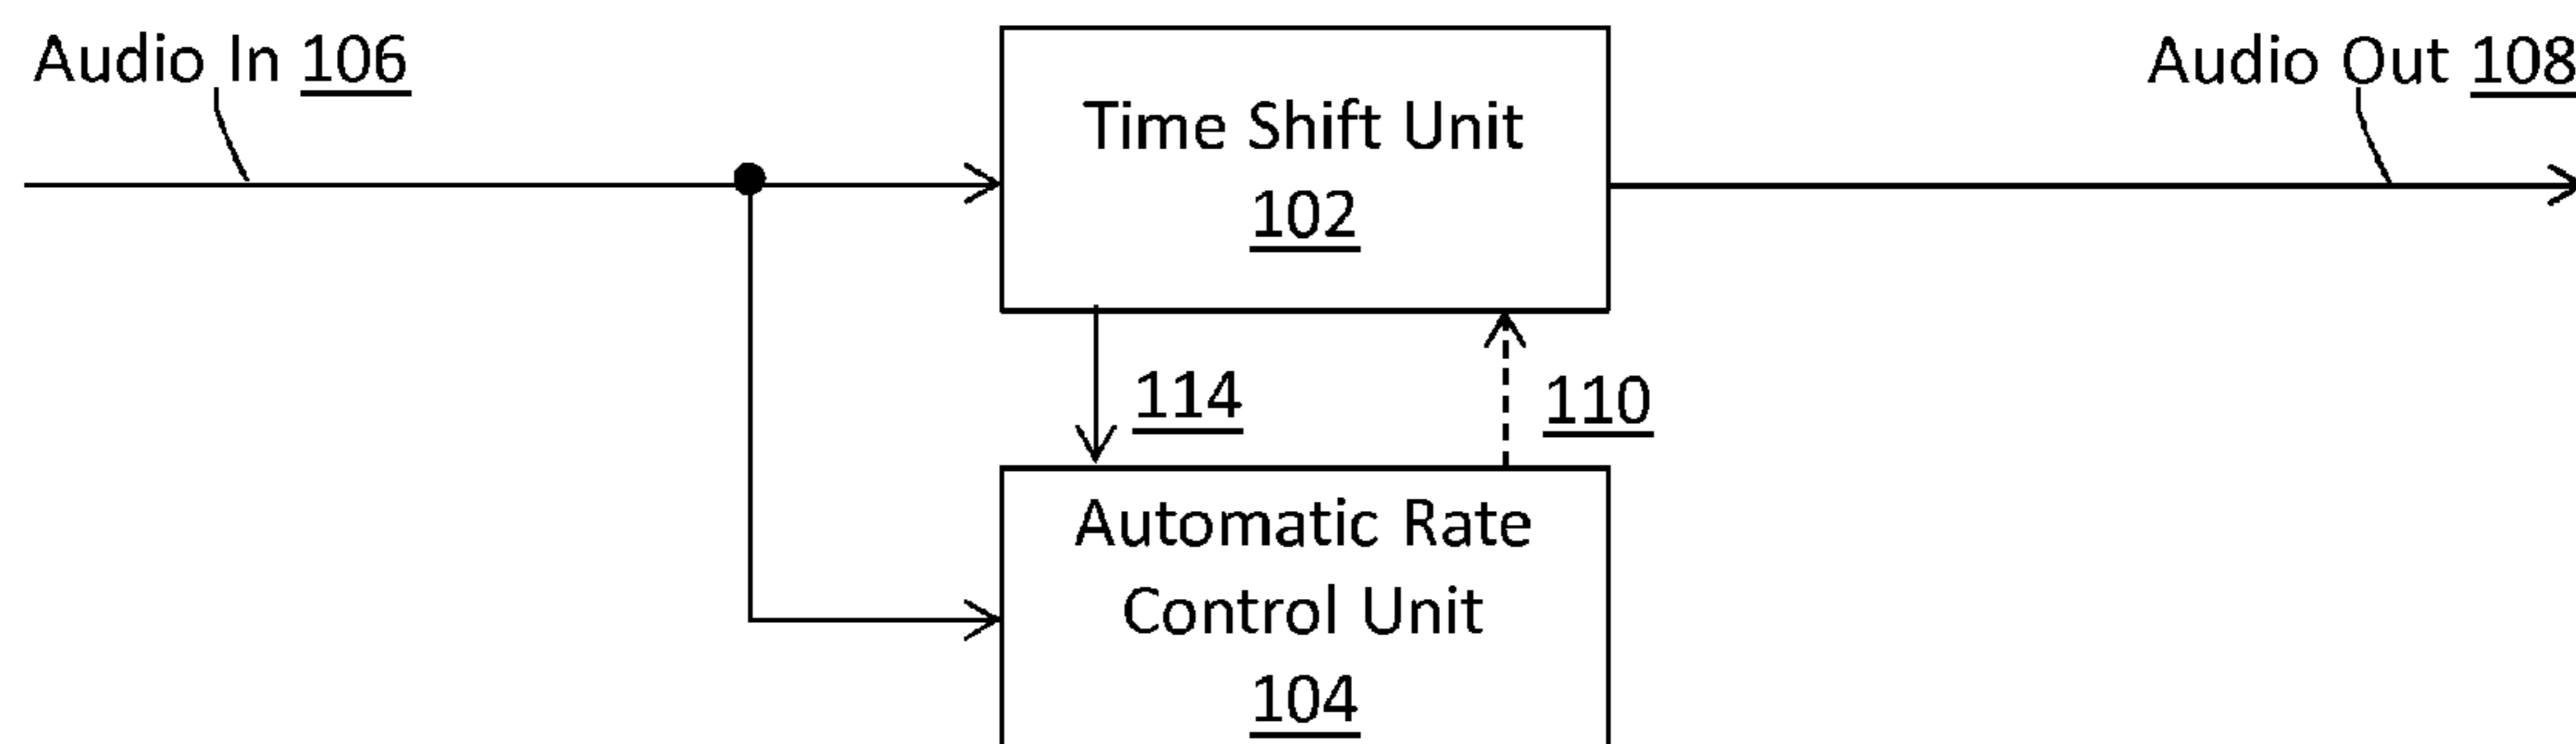 Audio In 106
Audio Out 108
Time Shift Unit
102
114
110
Automatic Rate
Control Unit
104